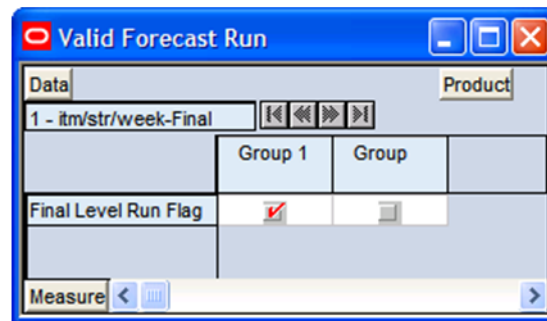 Valid Forecast Run
Data Product
1 - itm/str/week-Final
Group 1 Group
Final Level Run Flag
Measure